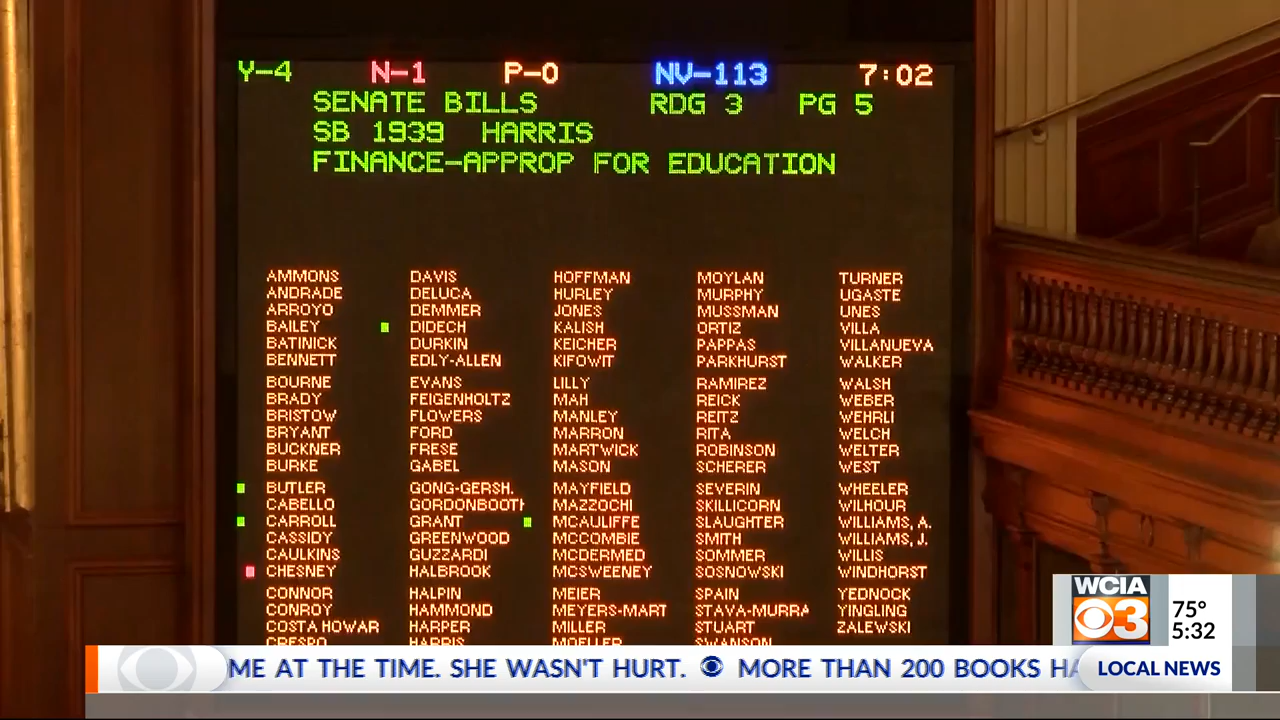 Y-4 N-1 P-0 NV-113 7:02
SENATE BILLS RDG 3 PG 5
SB 1939 HARRIS
FINANCE-APPROP FOR EDUCATION
AMMONS DAVIS HOFFMAN MOYLAN TURNER
ANDRADE DELUCA HURLEY MURPHY UGASTE
ARROYO DEMMER JONES MUSSMAN UNES
BAILEY DIDECH KALISH ORTIZ VILLA
BATINICK DURKIN KEICHER PAPPAS VILLANUEVA
BENNETT EDLY-ALLEN KIFOWIT PARKHURST WALKER
BOURNE EVANS LILLY RAMIREZ WALSH
BRADY FEIGENHOLTZ MAH REICK WEBER
BRISTOW FLOWERS MANLEY REITZ WEHRLI
BRYANT FORD MARRON RITA WELCH
BUCKNER FRESE MARTWICK ROBINSON WELTER
BURKE GABEL MASON SCHERER WEST
BUTLER GONG-GERSH. MAYFIELD SEVERIN WHEELER
CABELLO GORDONBOOTH MAZZOCHI SKILLICORN WILHOUR
CARROLL GRANT MCAULIFFE SLAUGHTER WILLIAMS, A.
CASSIDY GREENWOOD MCCOMBIE SMITH WILLIAMS, J.
CAULKINS GUZZARDI MCDERMED SOMMER WILLIS
CHESNEY HALBROOK MCSWEENEY SOSNOWSKI WINDHORST
CONNOR HALPIN MEIER SPAIN YEDNOCK
CONROY HAMMOND MEYERS-MART STAVA-MURRA YINGLING
COSTA HOWAR HARPER MILLER STUART ZALEWSKI
CRESPO HARRIS MOELLER SWANSON
WCIA
3
75°
5:32
ME AT THE TIME. SHE WASN'T HURT. MORE THAN 200 BOOKS HA
LOCAL NEWS